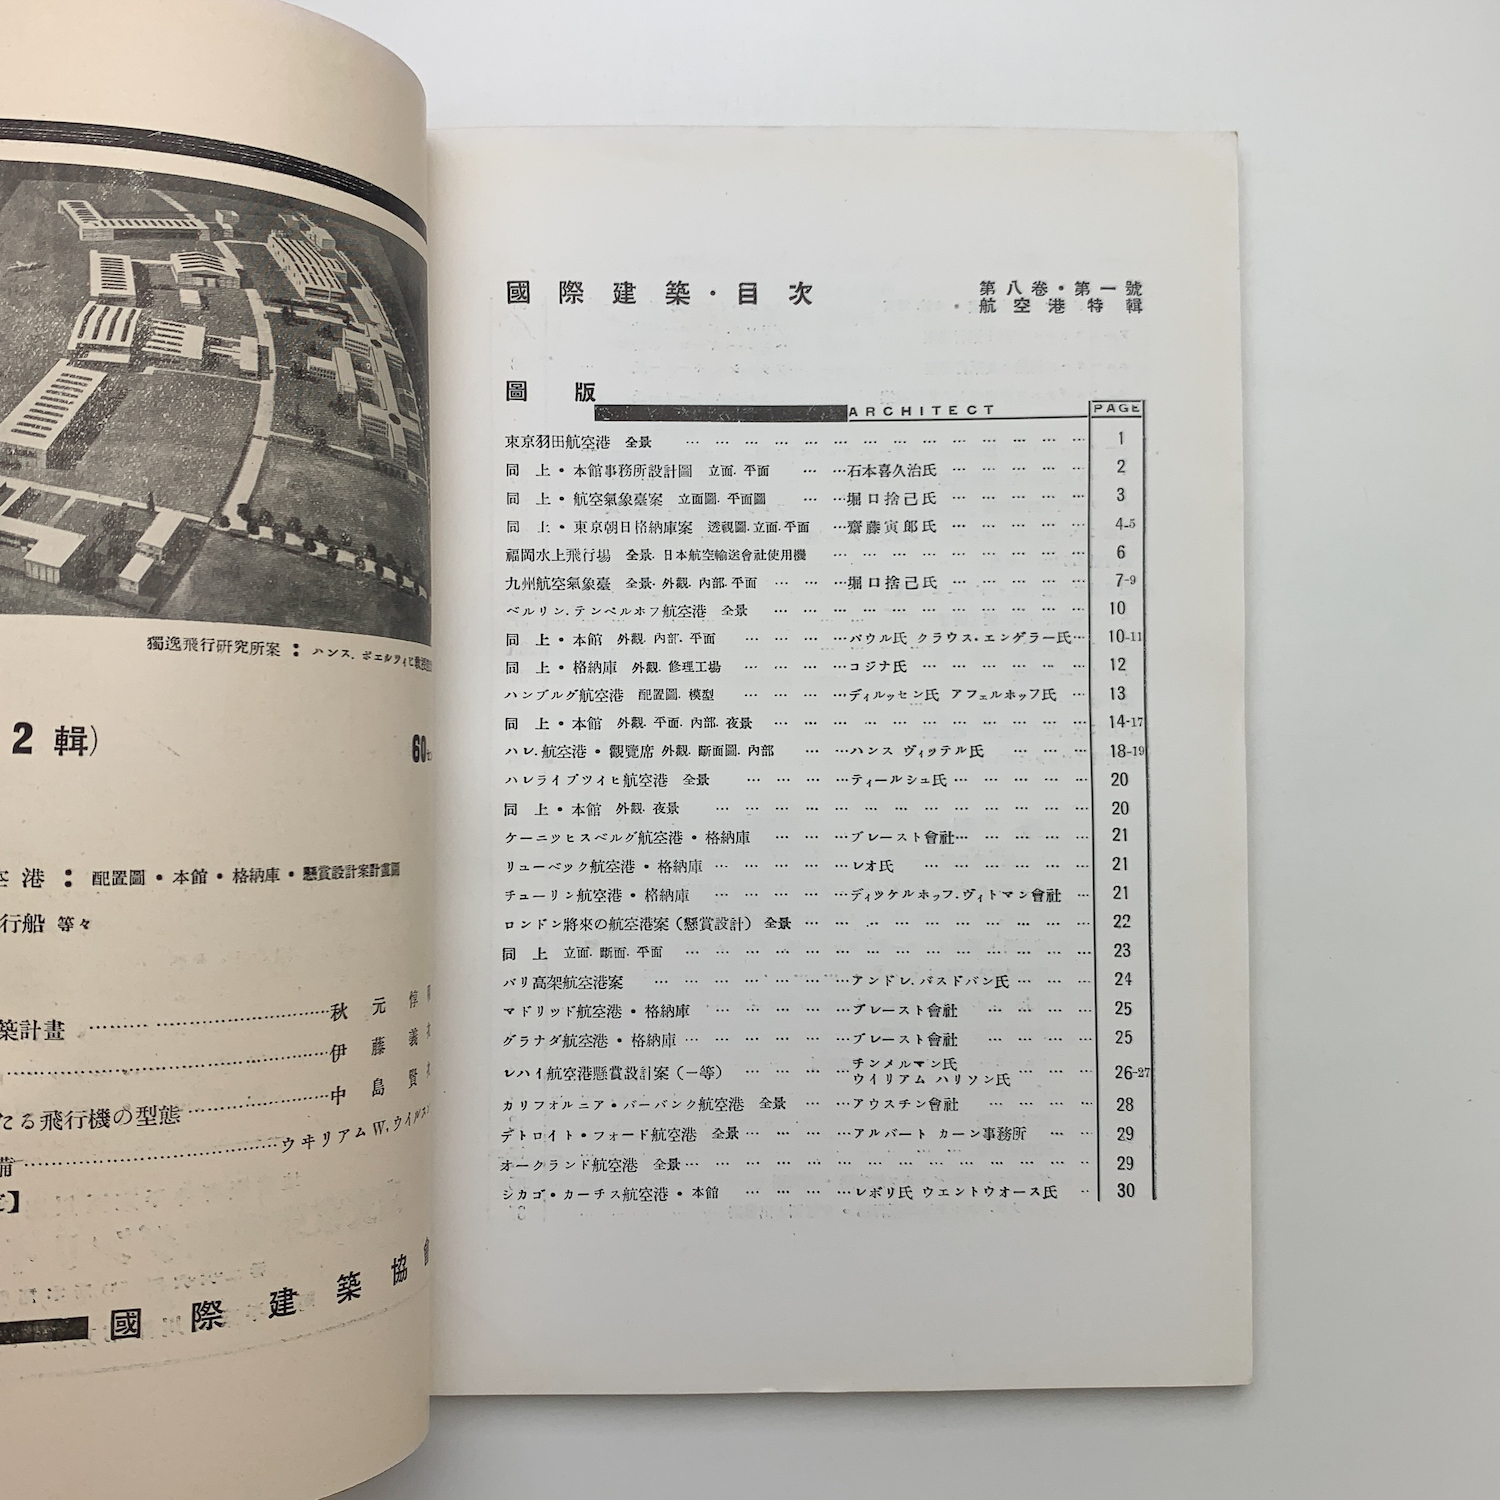 獨逸飛行研究所案：ハンス.ポエルツィヒ教授
2 輯）
60セ
空港：配置圖・本館・格納庫・懸賞設計案計畫圖
行船 等々
築計畫 ……… 秋元惇
……… 伊藤義
たる飛行機の型態 ……… 中島賢
備 ……… ウヰリアムW,ウイルス
國際建築協會
國際建築・目次
第八卷・第一號
航空港特輯
圖版 ARCHITECT PAGE
東京羽田航空港 全景 … 1
同 上・本館事務所設計圖 立面.平面 … 石本喜久治氏 … 2
同 上・航空氣象臺案 立面圖.平面圖 … 堀口捨己氏 … 3
同 上・東京朝日格納庫案 透視圖.立面.平面 … 齋藤寅郎氏 … 4-5
福岡水上飛行場 全景.日本航空輸送會社使用機 … 6
九州航空氣象臺 全景.外觀.內部.平面 … 堀口捨己氏 … 7-9
ベルリン.テンペルホフ航空港 全景 … 10
同 上・本館 外觀.內部.平面 … パウル氏 クラウス・エンゲラー氏 … 10-11
同 上・格納庫 外觀.修理工場 … コジナ氏 … 12
ハンブルグ航空港 配置圖.模型 … ディルッセン氏 アフェルホッフ氏 … 13
同 上・本館 外觀.平面.內部.夜景 … 14-17
ハレ.航空港・觀覽席 外觀.斷面圖.內部 … ハンス ヴィッテル氏 … 18-19
ハレライプツイヒ航空港 全景 … ティールシュ氏 … 20
同 上・本館 外觀.夜景 … 20
ケーニッヒスベルグ航空港・格納庫 … ブレースト會社 … 21
リューベック航空港・格納庫 … レオ氏 … 21
チューリン航空港・格納庫 … ディッケルホッフ.ヴィトマン會社 … 21
ロンドン將來の航空港案（懸賞設計） 全景 … 22
同 上 立面.斷面.平面 … 23
パリ高架航空港案 … アンドレ.バスドバン氏 … 24
マドリッド航空港・格納庫 … ブレースト會社 … 25
グラナダ航空港・格納庫 … ブレースト會社 … 25
レハイ航空港懸賞設計案（一等） … チンメルマン氏 ウイリアム ハリソン氏 … 26-27
カリフォルニア・バーバンク航空港 全景 … アウスチン會社 … 28
デトロイト・フォード航空港 全景 … アルバート カーン事務所 … 29
オークランド航空港 全景 … 29
シカゴ・カーチス航空港・本館 … レボリ氏 ウエントウオース氏 … 30